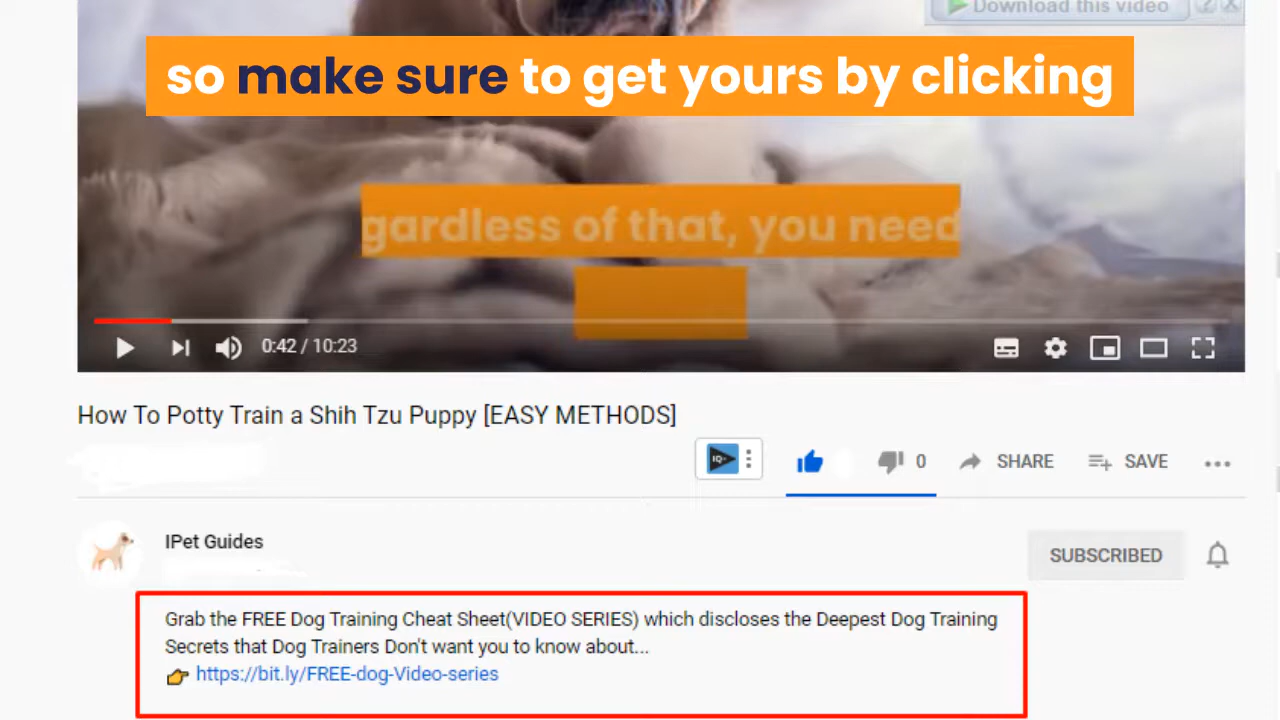 Download this video
so make sure to get yours by clicking
gardless of that, you need
0:42 / 10:23
How To Potty Train a Shih Tzu Puppy [EASY METHODS]
IQ
0
SHARE
SAVE
IPet Guides
SUBSCRIBED
Grab the FREE Dog Training Cheat Sheet(VIDEO SERIES) which discloses the Deepest Dog Training
Secrets that Dog Trainers Don't want you to know about...
https://bit.ly/FREE-dog-Video-series